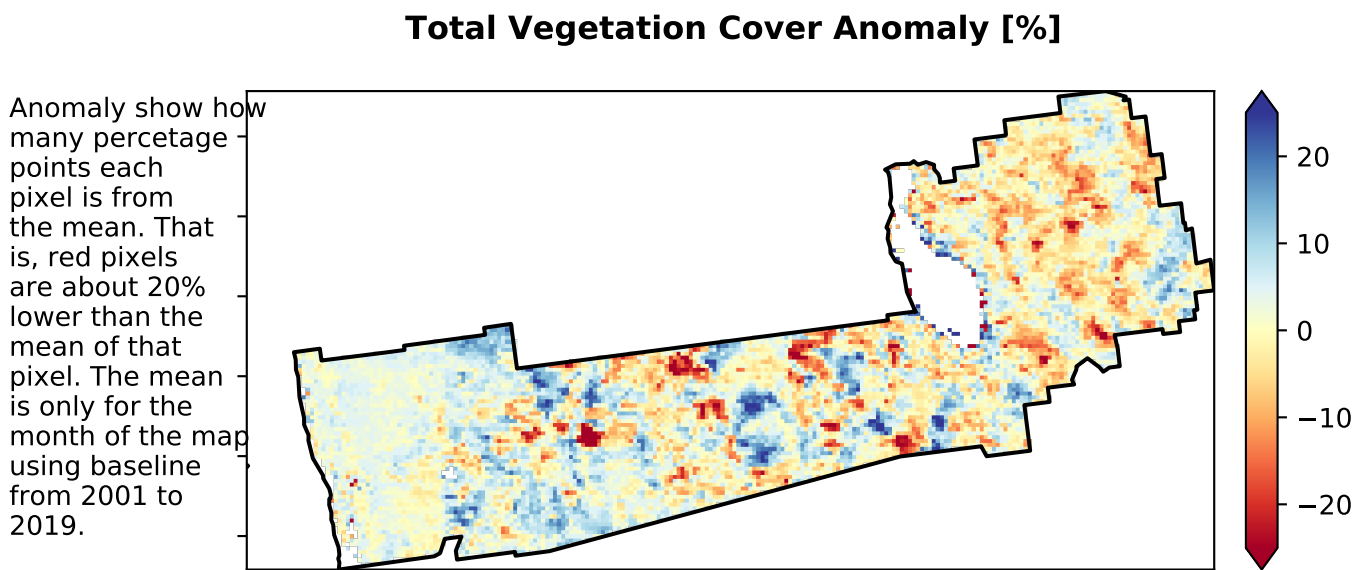 Total Vegetation Cover Anomaly [%]
Anomaly show how
many percetage
points each
pixel is from
the mean. That
is, red pixels
are about 20%
lower than the
mean of that
pixel. The mean
is only for the
month of the map
using baseline
from 2001 to
2019.
20
10
0
−10
−20